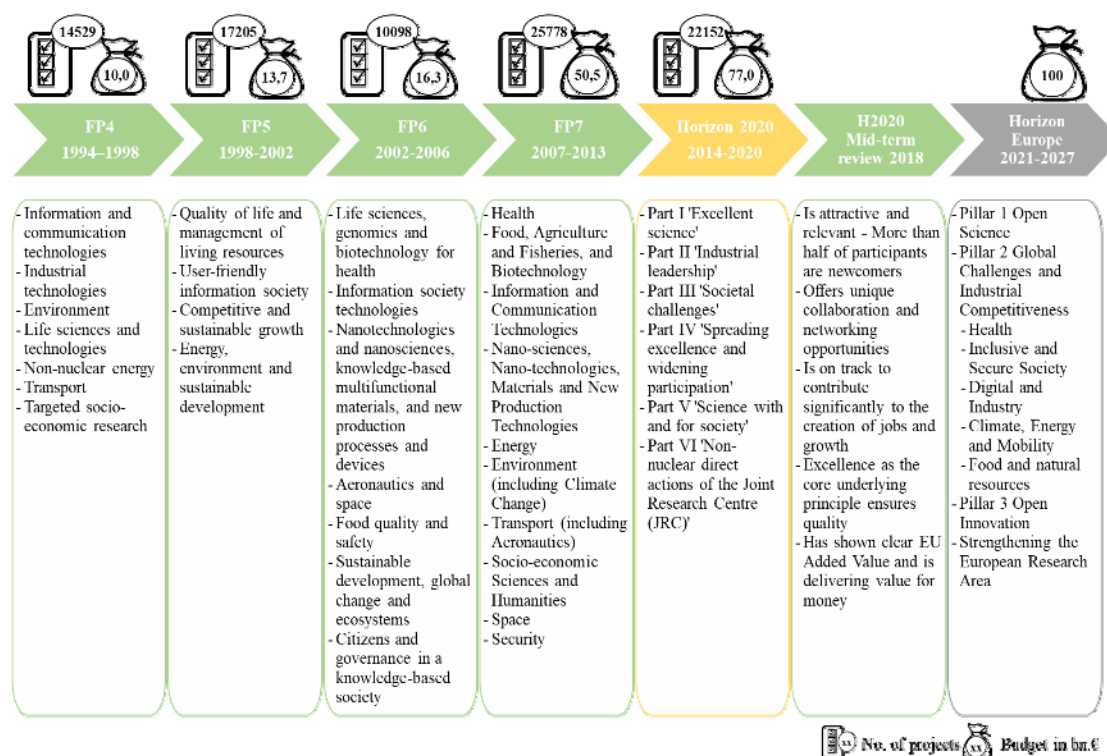 14529
10,0
17205
13,7
10098
16,3
25778
50,5
22152
77,0
100
FP4
1994–1998
FP5
1998-2002
FP6
2002-2006
FP7
2007-2013
Horizon 2020
2014-2020
H2020
Mid-term
review 2018
Horizon
Europe
2021-2027
- Information and
communication
technologies
- Industrial
technologies
- Environment
- Life sciences and
technologies
- Non-nuclear energy
- Transport
- Targeted socio-
economic research
- Quality of life and
management of
living resources
- User-friendly
information society
- Competitive and
sustainable growth
- Energy,
environment and
sustainable
development
- Life sciences,
genomics and
biotechnology for
health
- Information society
technologies
- Nanotechnologies
and nanosciences,
knowledge-based
multifunctional
materials, and new
production
processes and
devices
- Aeronautics and
space
- Food quality and
safety
- Sustainable
development, global
change and
ecosystems
- Citizens and
governance in a
knowledge-based
society
- Health
- Food, Agriculture
and Fisheries, and
Biotechnology
- Information and
Communication
Technologies
- Nano-sciences,
Nano-technologies,
Materials and New
Production
Technologies
- Energy
- Environment
(including Climate
Change)
- Transport (including
Aeronautics)
- Socio-economic
Sciences and
Humanities
- Space
- Security
- Part I 'Excellent
science'
- Part II 'Industrial
leadership'
- Part III 'Societal
challenges'
- Part IV 'Spreading
excellence and
widening
participation'
- Part V 'Science with
and for society'
- Part VI 'Non-
nuclear direct
actions of the Joint
Research Centre
(JRC)'
- Is attractive and
relevant - More than
half of participants
are newcomers
- Offers unique
collaboration and
networking
opportunities
- Is on track to
contribute
significantly to the
creation of jobs and
growth
- Excellence as the
core underlying
principle ensures
quality
- Has shown clear EU
Added Value and is
delivering value for
money
- Pillar 1 Open
Science
- Pillar 2 Global
Challenges and
Industrial
Competitiveness
- Health
- Inclusive and
Secure Society
- Digital and
Industry
- Climate, Energy
and Mobility
- Food and natural
resources
- Pillar 3 Open
Innovation
- Strengthening the
European Research
Area
xx No. of projects xx Budget in bn.€